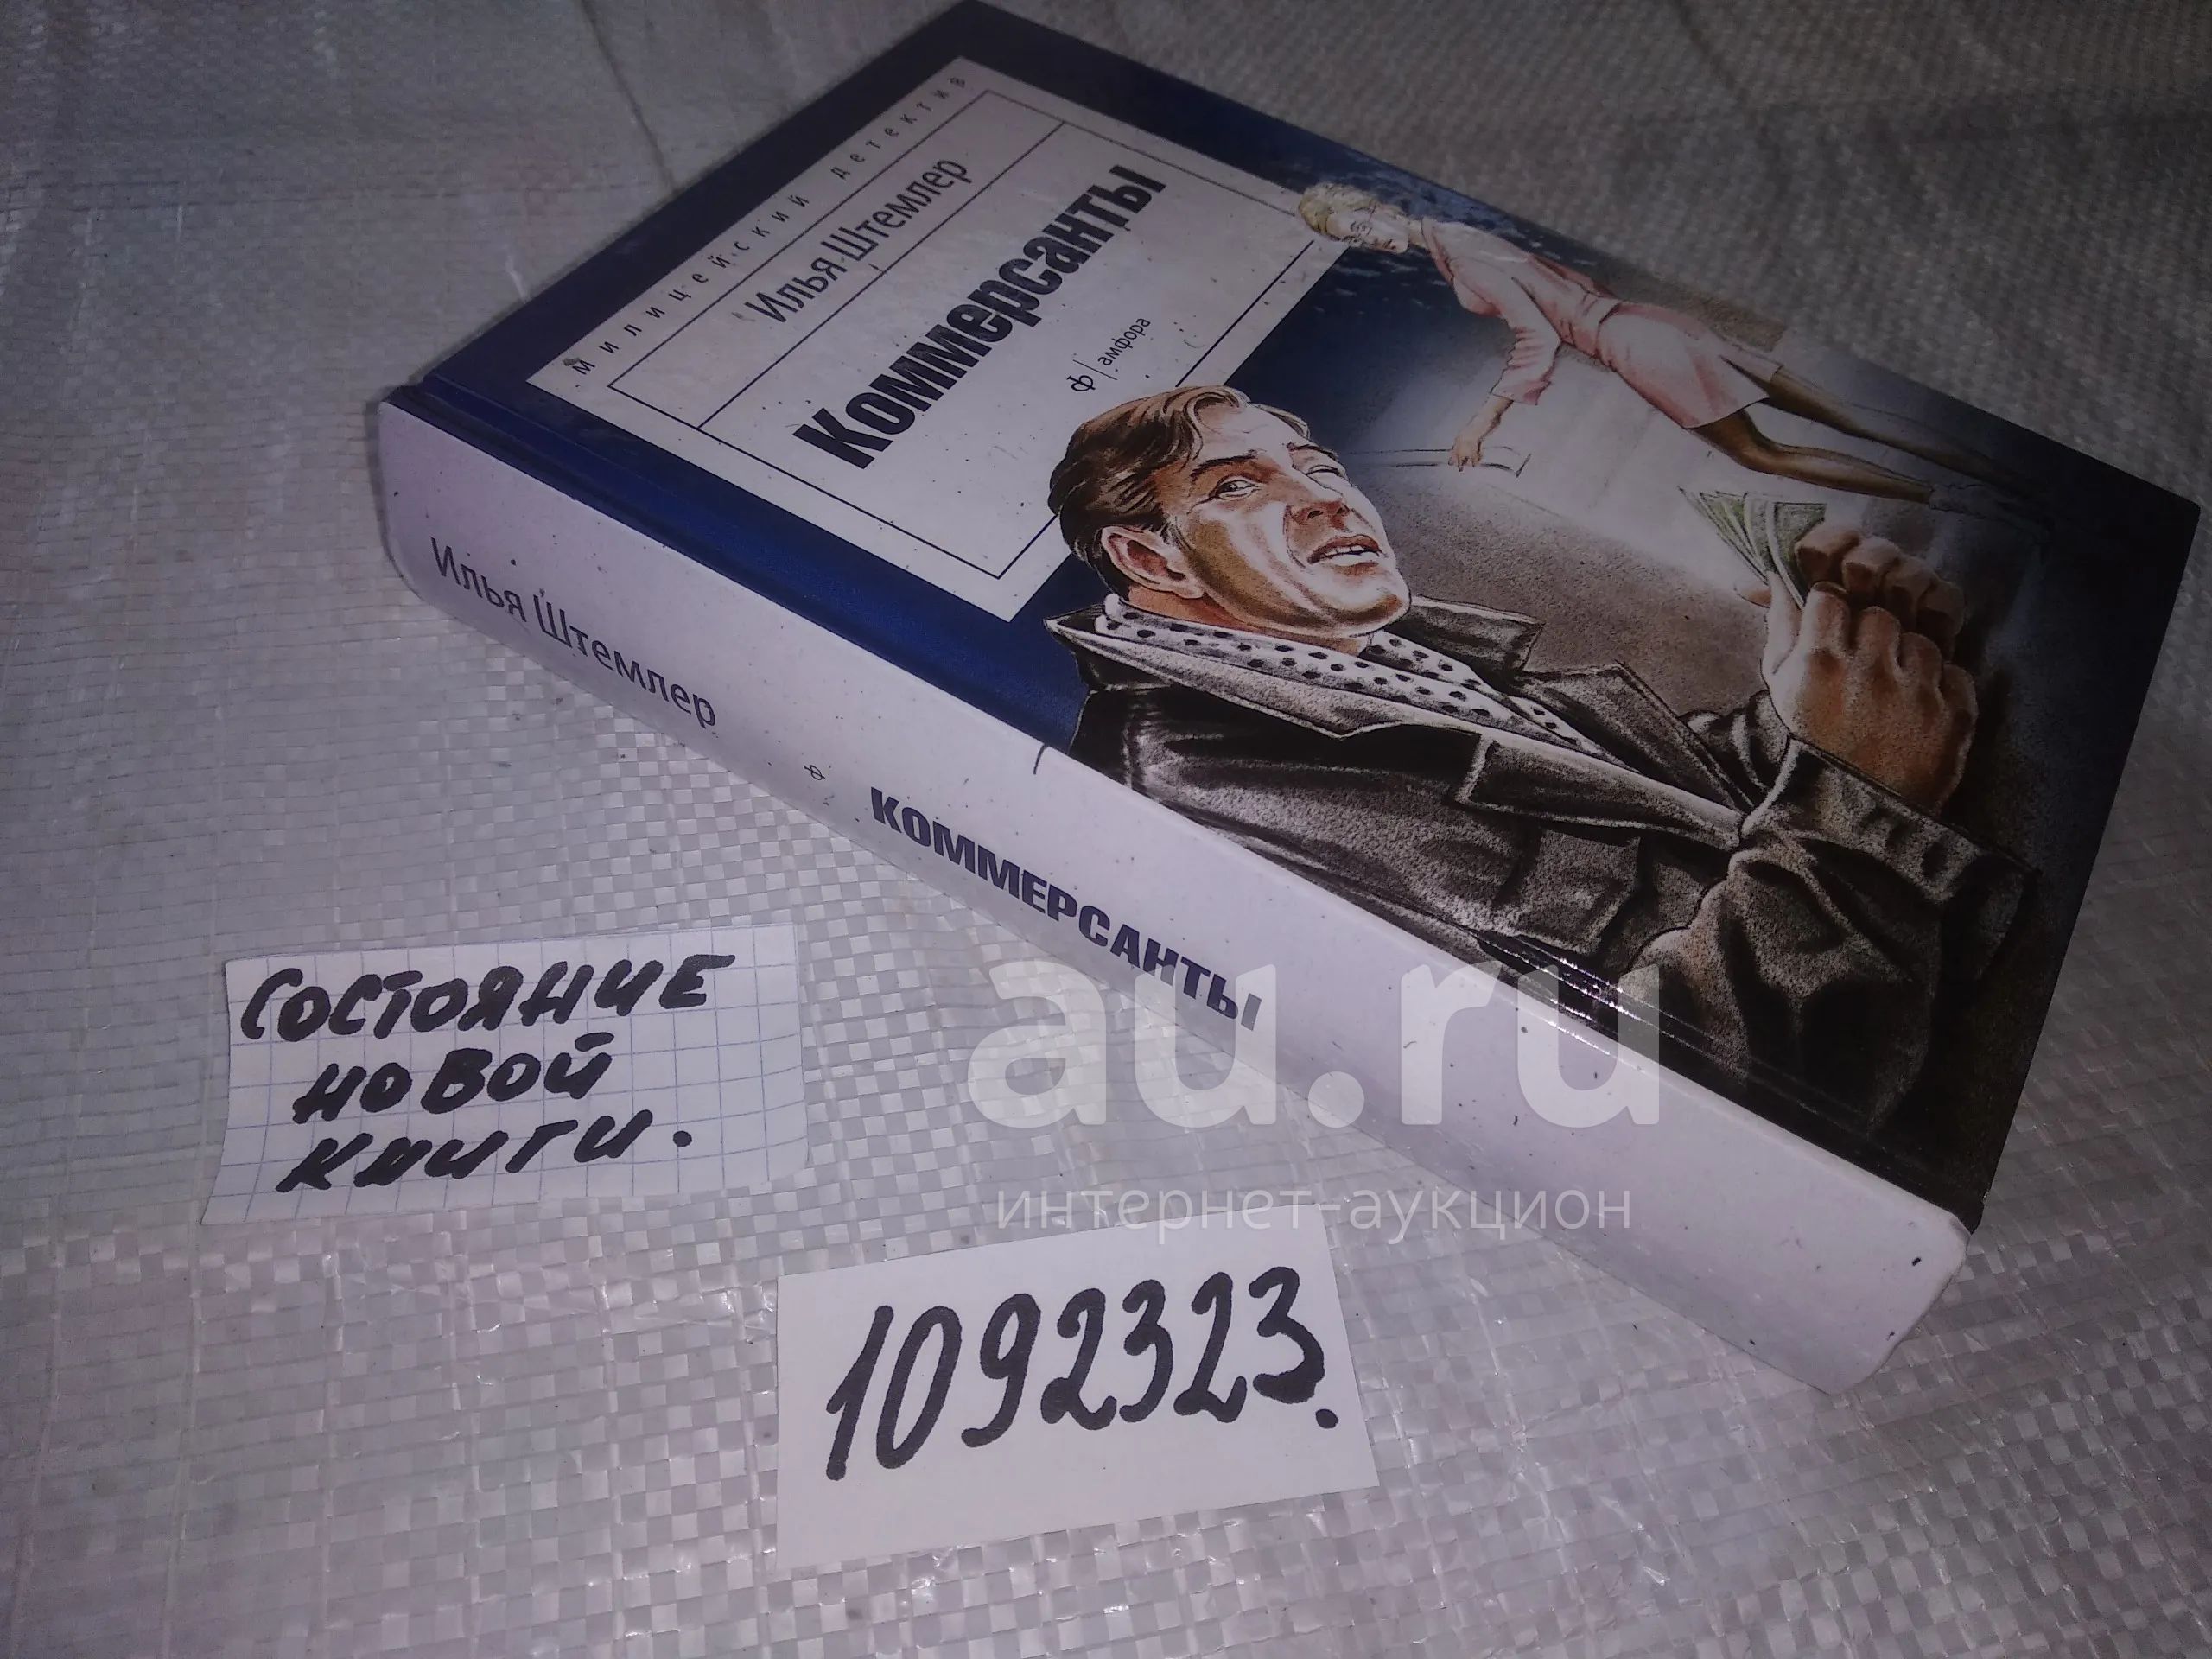 милицейский детектив
Илья Штемлер
Коммерсанты
ф|амфора
Илья Штемлер ф КОММЕРСАНТЫ
СОСТОЯНИЕ
НОВОЙ
КНИГИ.
au.ru
интернет-аукцион
1092323.